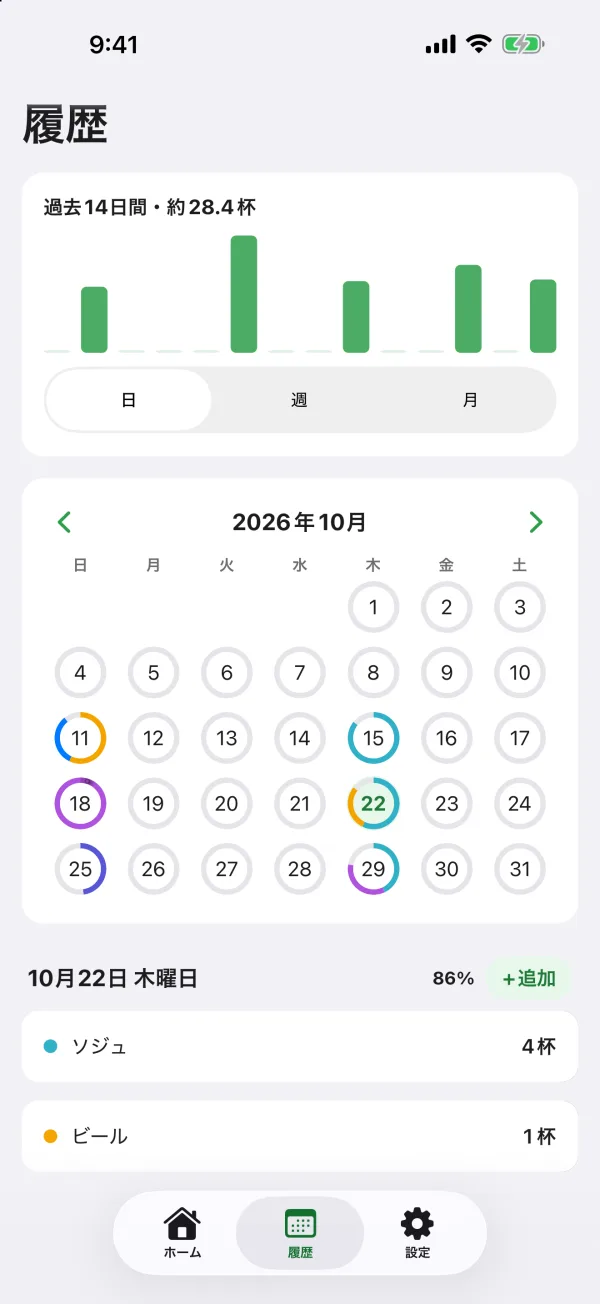 9:41
履歴
過去14日間・約28.4杯
日 週 月
2026年10月
日 月 火 水 木 金 土
1 2 3
4 5 6 7 8 9 10
11 12 13 14 15 16 17
18 19 20 21 22 23 24
25 26 27 28 29 30 31
10月22日 木曜日 86% +追加
ソジュ 4杯
ビール 1杯
ホーム 履歴 設定